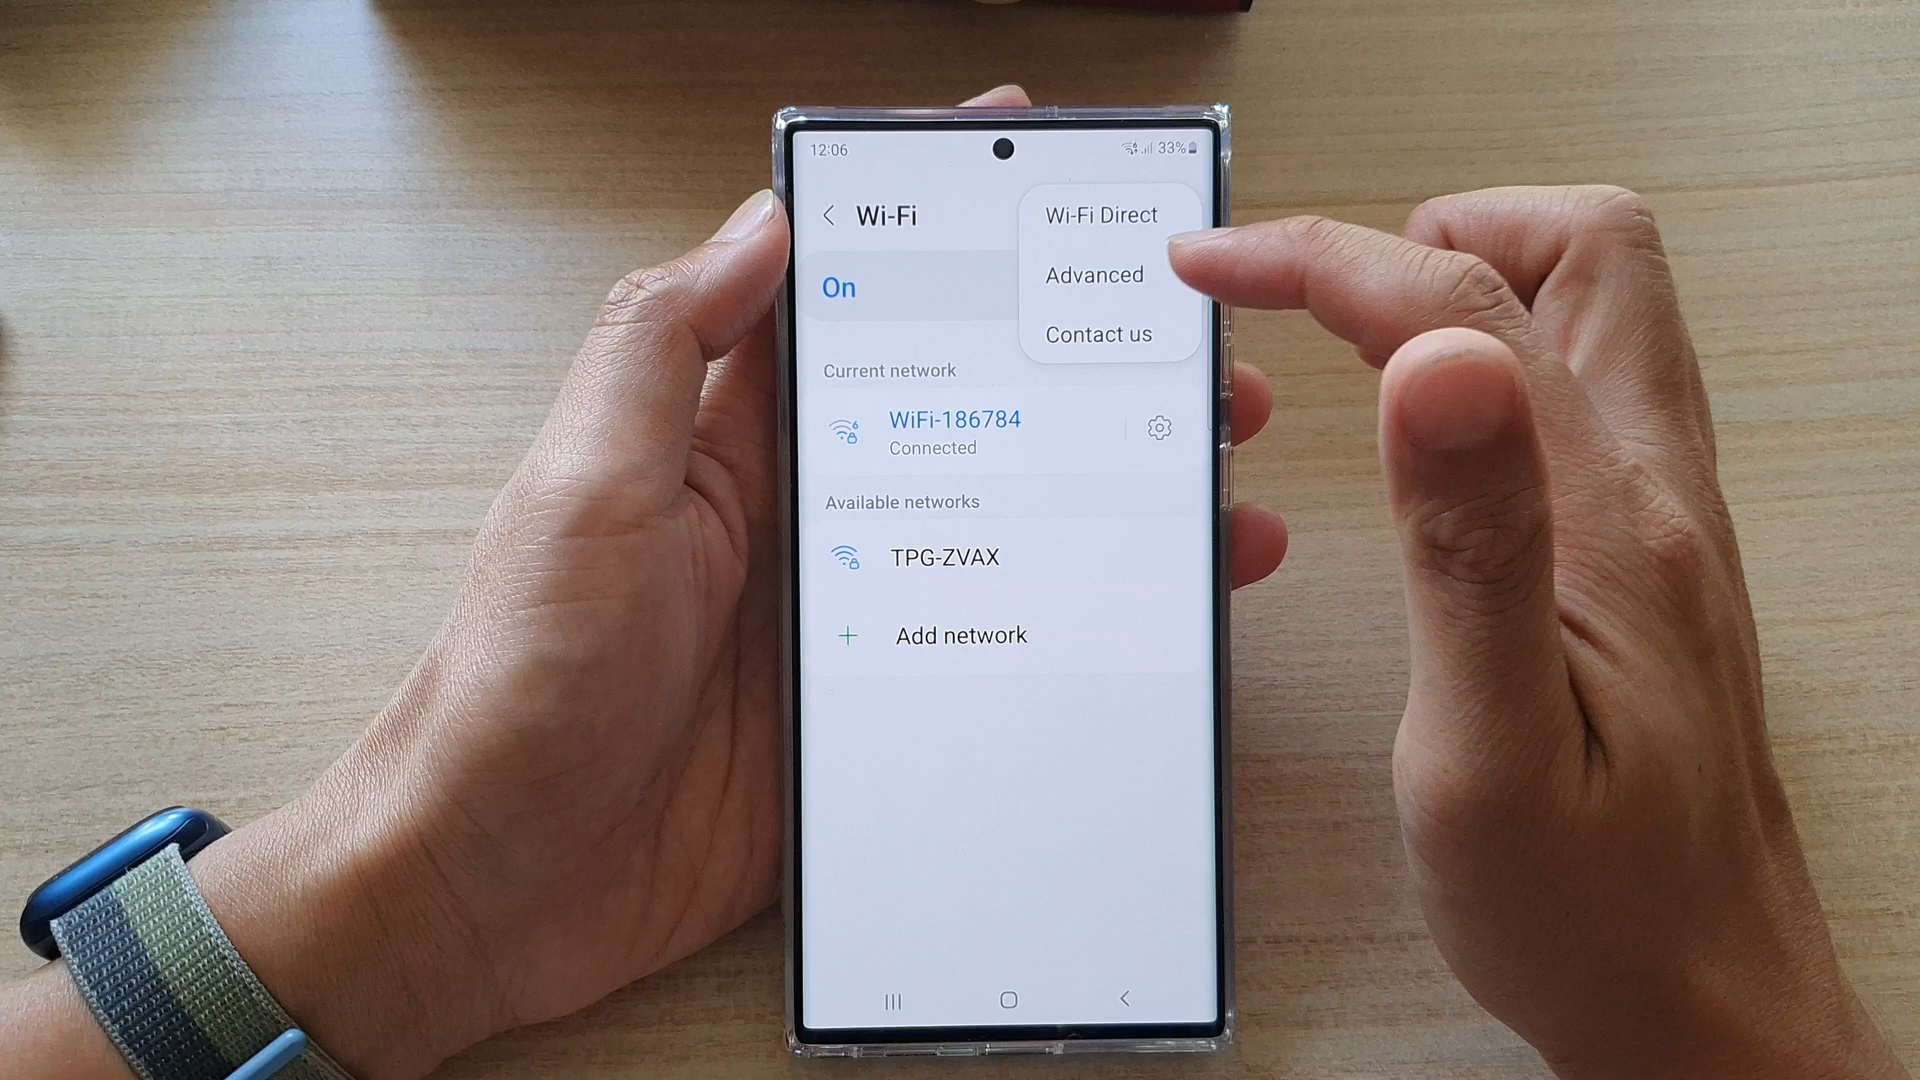 12:06
33%
Wi-Fi
Wi-Fi Direct
Advanced
Contact us
On
Current network
WiFi-186784
Connected
Available networks
TPG-ZVAX
Add network